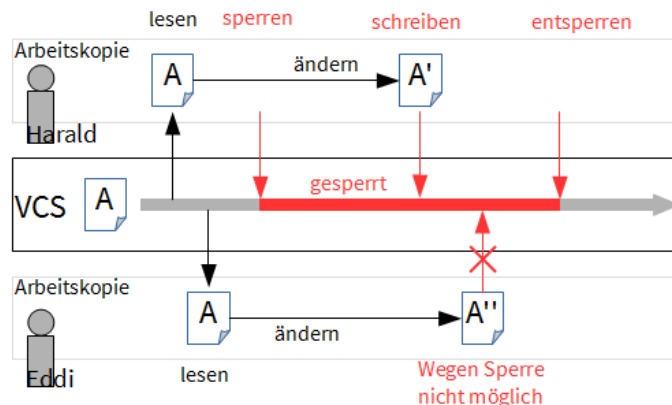 lesen
sperren
schreiben
entsperren
Arbeitskopie
A
ändern
A'
Harald
gesperrt
VCS
A
Arbeitskopie
A
ändern
A''
Eddi
lesen
Wegen Sperre
nicht möglich